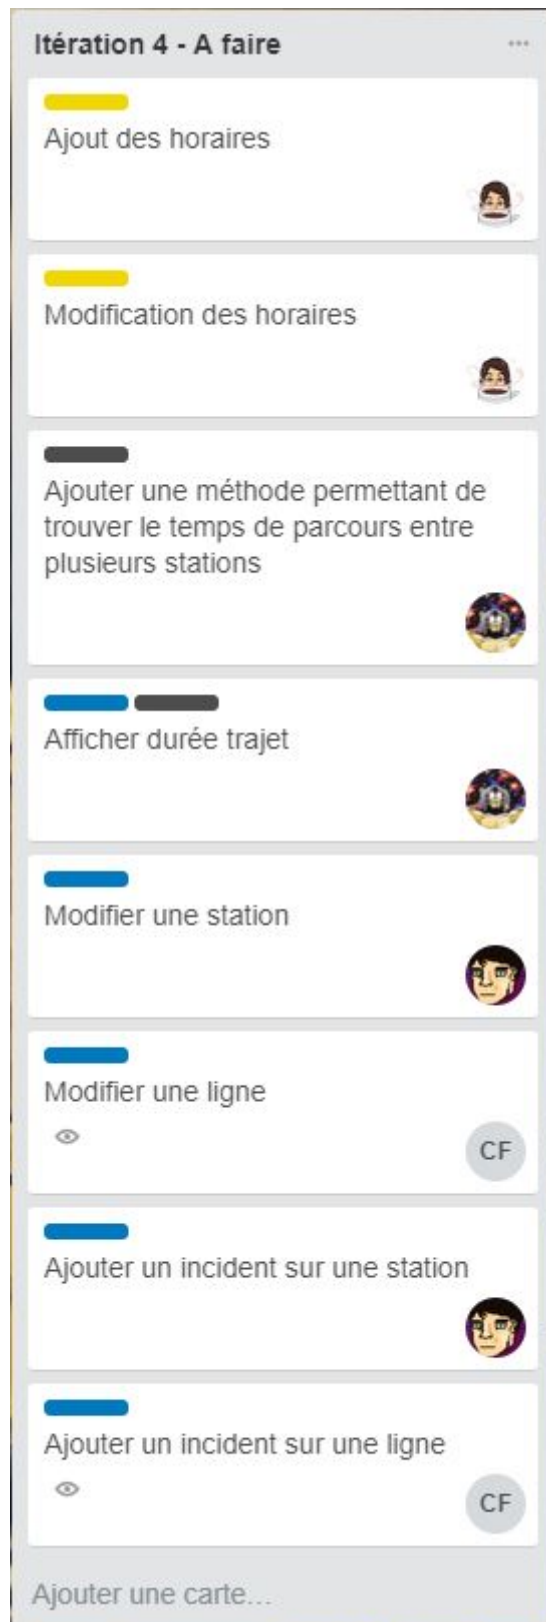 Itération 4 - A faire
Ajout des horaires
Modification des horaires
Ajouter une méthode permettant de
trouver le temps de parcours entre
plusieurs stations
Afficher durée trajet
Modifier une station
Modifier une ligne
CF
Ajouter un incident sur une station
Ajouter un incident sur une ligne
CF
Ajouter une carte...